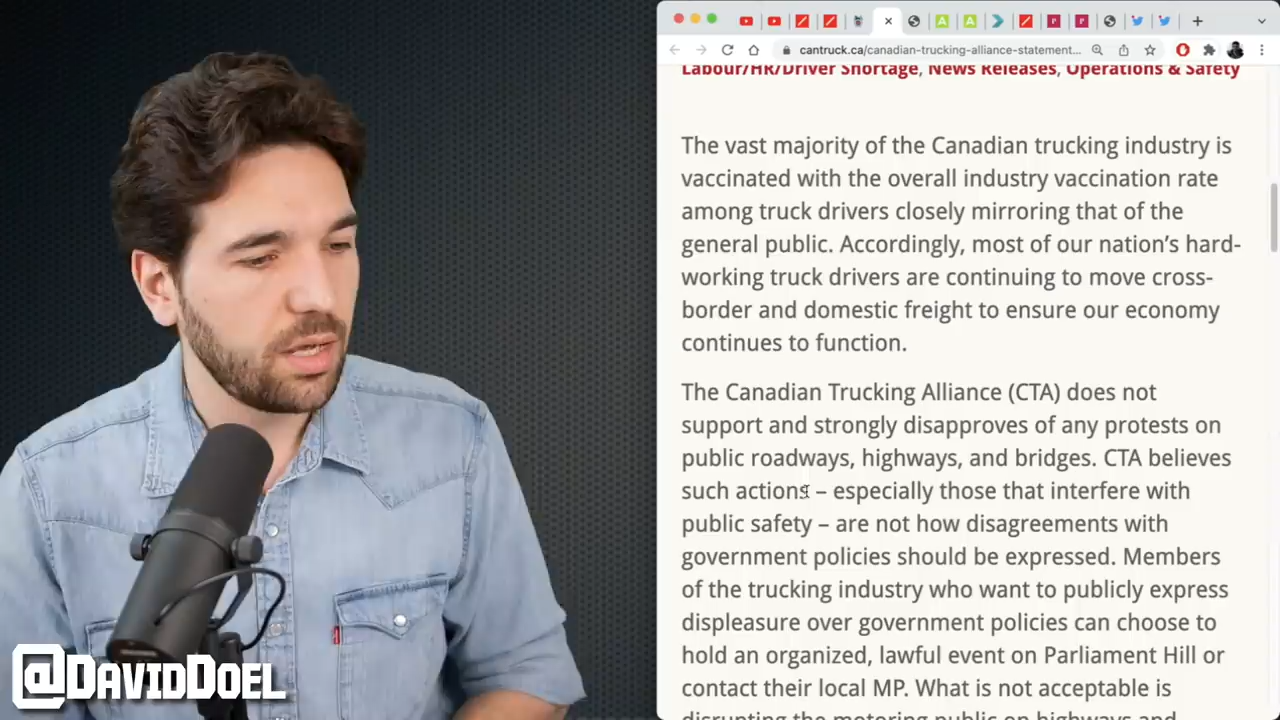 cantruck.ca/canadian-trucking-alliance-statement...
Labour/HR/Driver Shortage, News Releases, Operations & Safety
The vast majority of the Canadian trucking industry is
vaccinated with the overall industry vaccination rate
among truck drivers closely mirroring that of the
general public. Accordingly, most of our nation’s hard-
working truck drivers are continuing to move cross-
border and domestic freight to ensure our economy
continues to function.
The Canadian Trucking Alliance (CTA) does not
support and strongly disapproves of any protests on
public roadways, highways, and bridges. CTA believes
such actions – especially those that interfere with
public safety – are not how disagreements with
government policies should be expressed. Members
of the trucking industry who want to publicly express
displeasure over government policies can choose to
hold an organized, lawful event on Parliament Hill or
contact their local MP. What is not acceptable is
disrupting the motoring public on highways and
@DAVIDDOEL